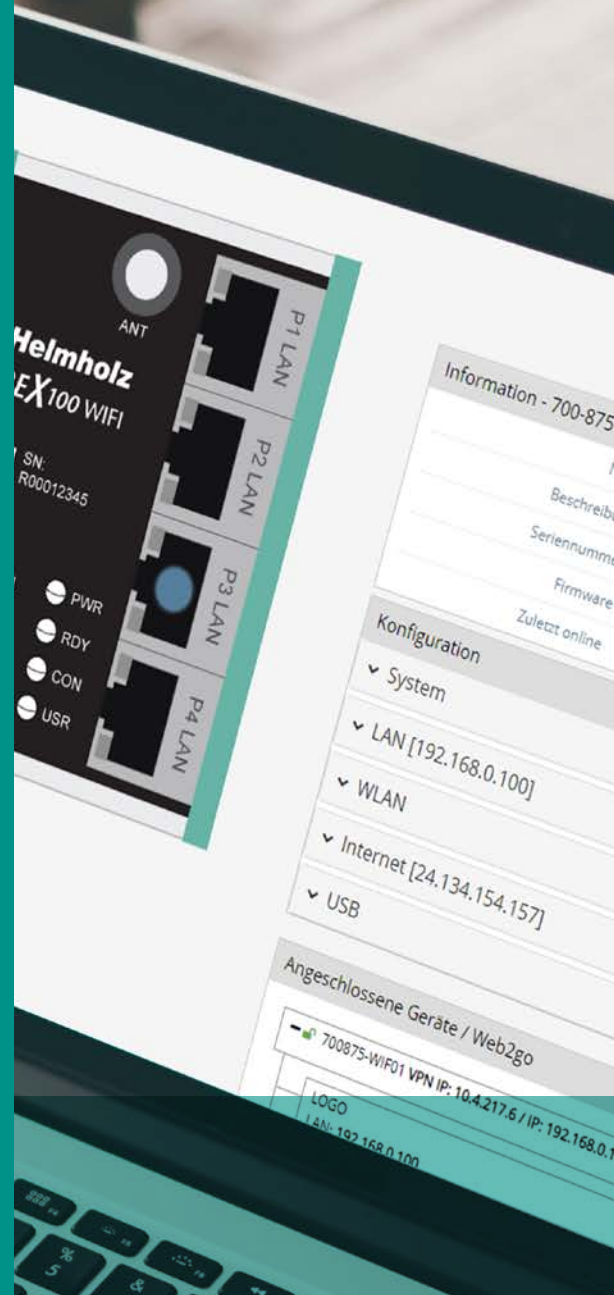 ANT
Helmholz
REX100 WIFI
SN:
R00012345
PWR
RDY
CON
USR
P1 LAN
P2 LAN
P3 LAN
P4 LAN
Information - 700-875
Seriennumme
Firmware
Zuletzt online
Konfiguration
System
LAN [192.168.0.100]
WLAN
Internet [24.134.154.157]
USB
Angeschlossene Geräte / Web2go
700875-WIF01 VPN IP: 10.4.217.6 / IP: 192.168.0.1
LOGO
LAN: 192.168.0.100
F5
%
5
&